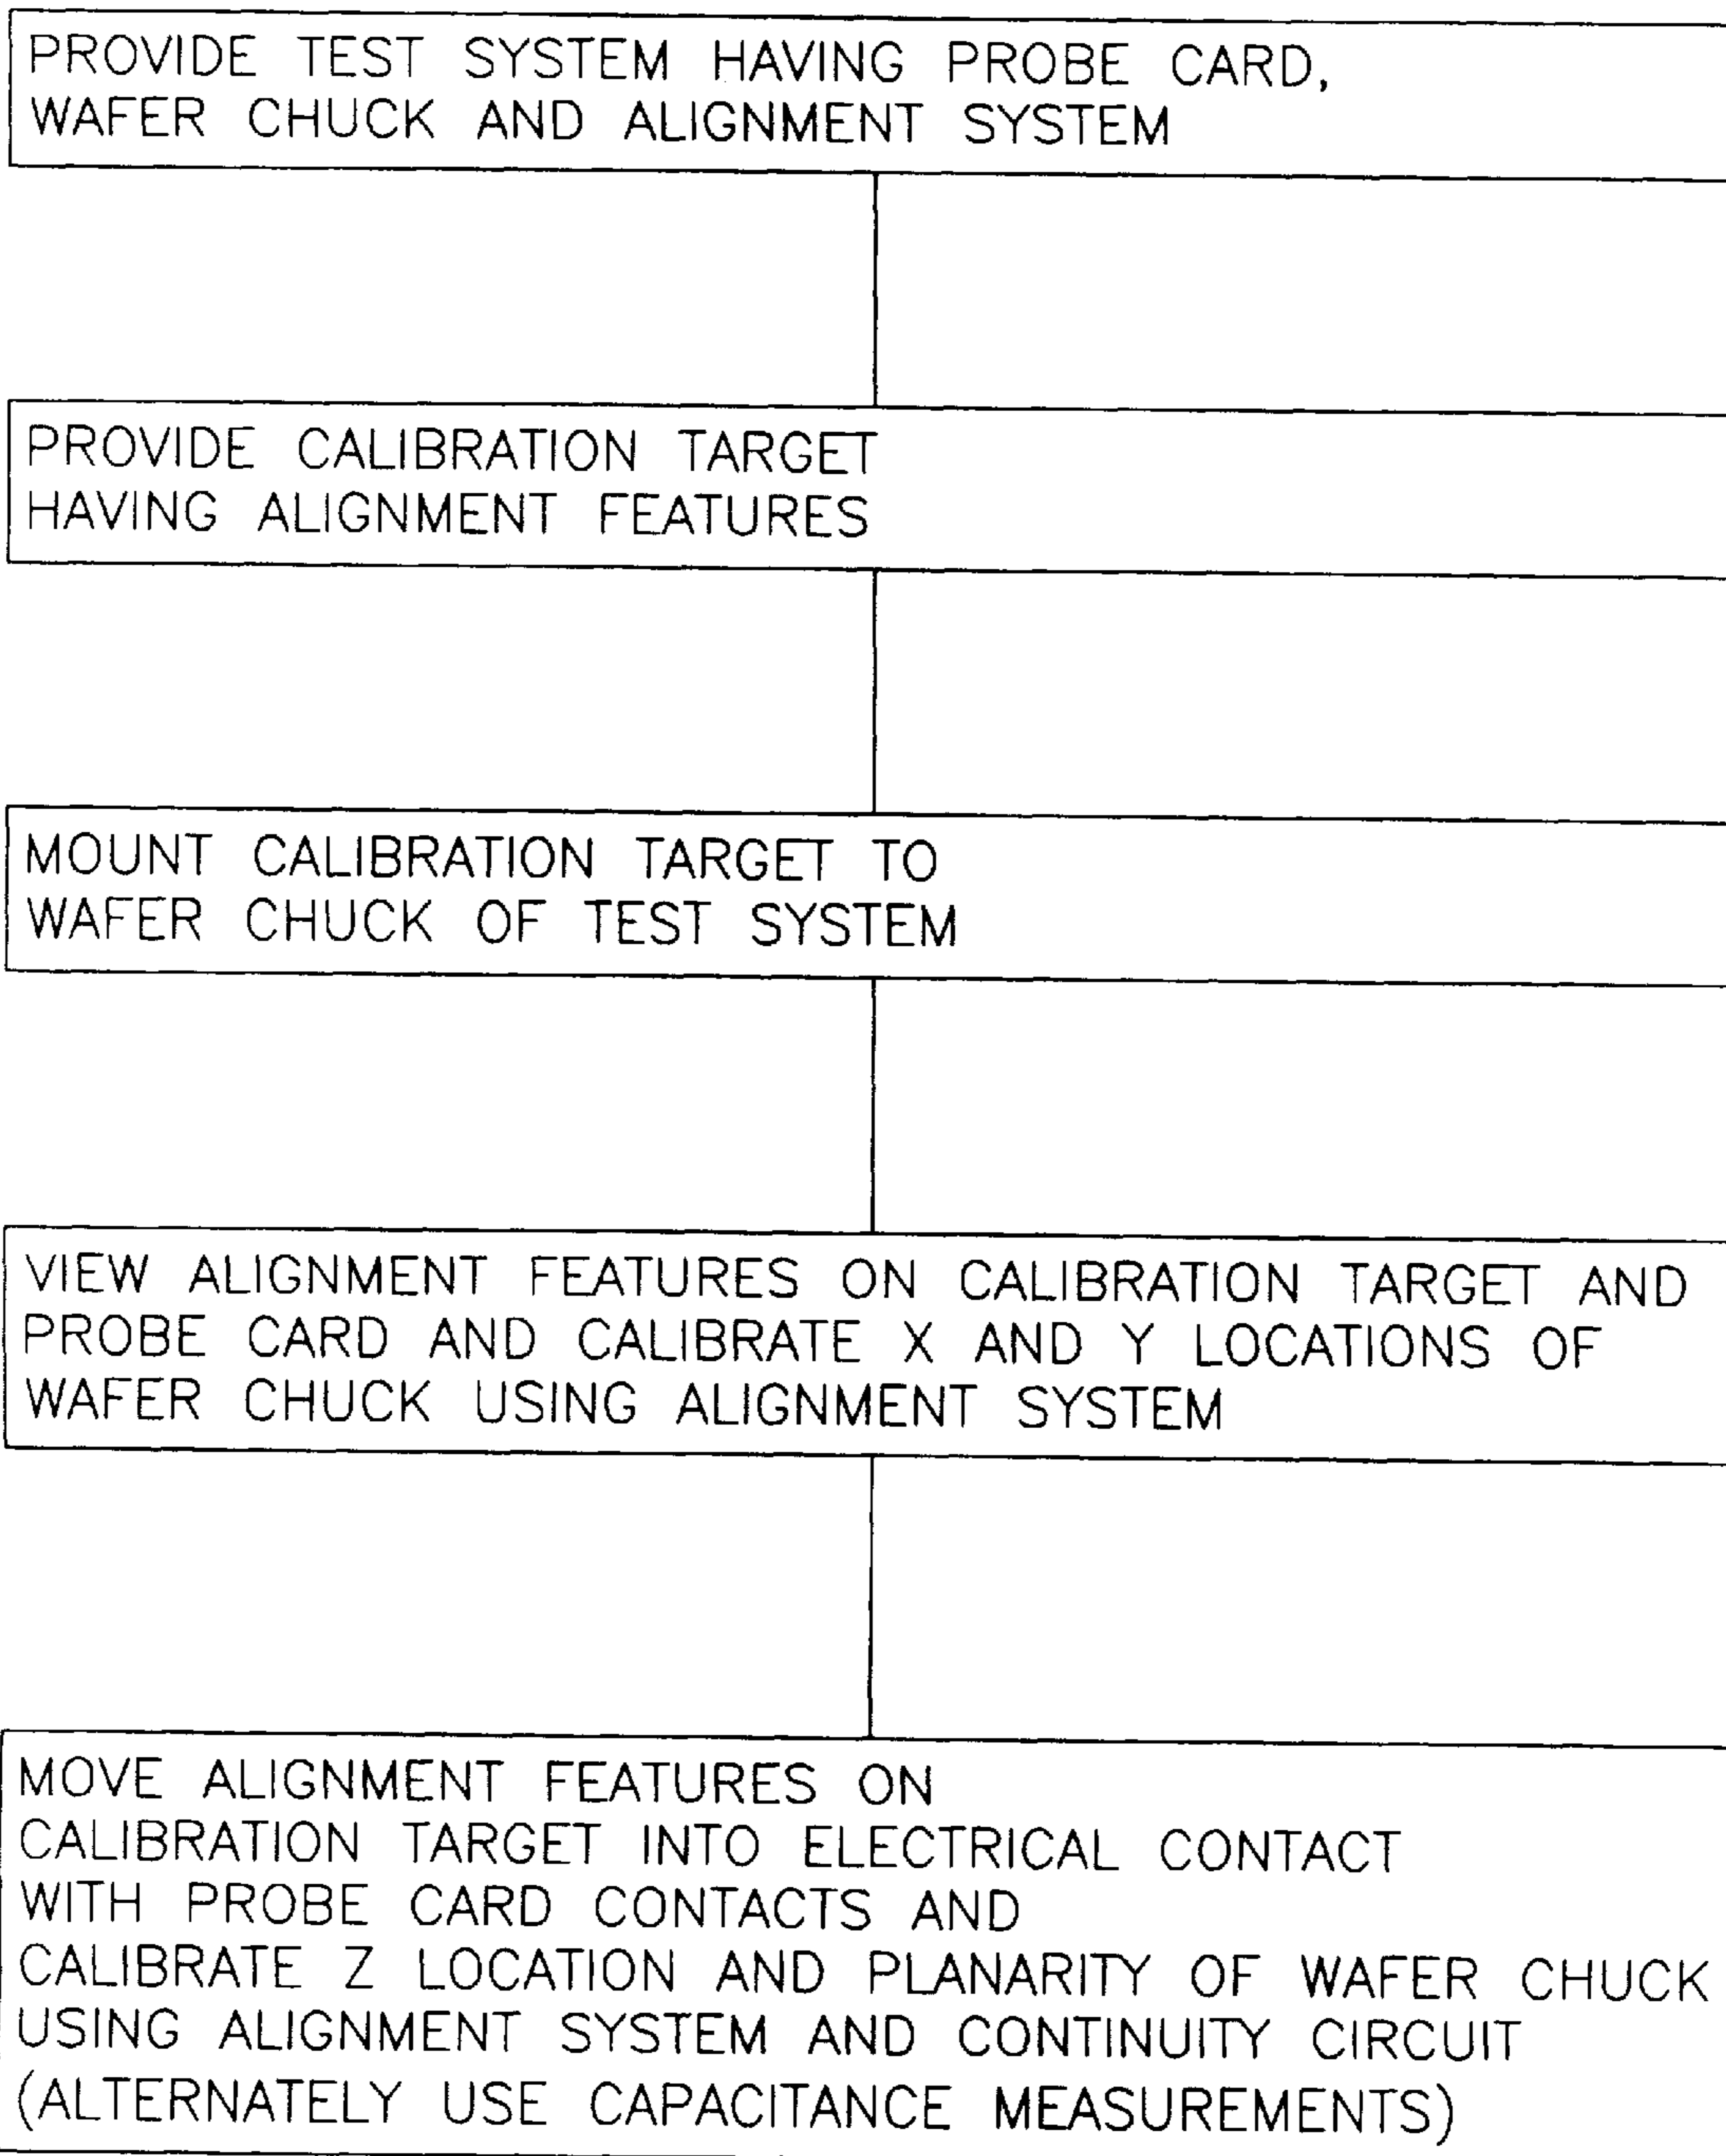 PROVIDE TEST SYSTEM HAVING PROBE CARD,
WAFER CHUCK AND ALIGNMENT SYSTEM
PROVIDE CALIBRATION TARGET
HAVING ALIGNMENT FEATURES
MOUNT CALIBRATION TARGET TO
WAFER CHUCK OF TEST SYSTEM
VIEW ALIGNMENT FEATURES ON CALIBRATION TARGET AND
PROBE CARD AND CALIBRATE X AND Y LOCATIONS OF
WAFER CHUCK USING ALIGNMENT SYSTEM
MOVE ALIGNMENT FEATURES ON
CALIBRATION TARGET INTO ELECTRICAL CONTACT
WITH PROBE CARD CONTACTS AND
CALIBRATE Z LOCATION AND PLANARITY OF WAFER CHUCK
USING ALIGNMENT SYSTEM AND CONTINUITY CIRCUIT
(ALTERNATELY USE CAPACITANCE MEASUREMENTS)